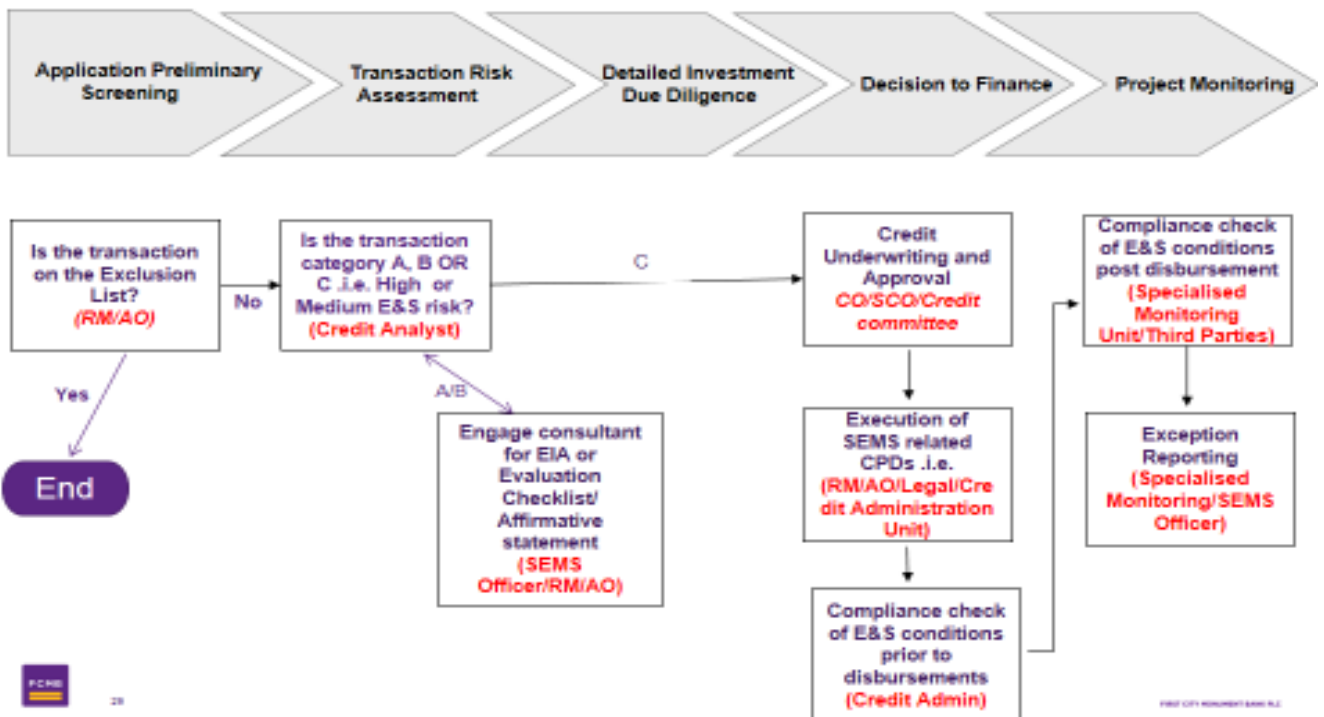 Application Preliminary
Screening
Transaction Risk
Assessment
Detailed Investment
Due Diligence
Decision to Finance
Project Monitoring
Is the transaction
on the Exclusion
List?
(RM/AO)
No
Yes
End
Is the transaction
category A, B OR
C .i.e. High or
Medium E&S risk?
(Credit Analyst)
C
A/B
Engage consultant
for EIA or
Evaluation
Checklist/
Affirmative
statement
(SEMS
Officer/RM/AO)
Credit
Underwriting and
Approval
CO/SCO/Credit
committee
Execution of
SEMS related
CPDs .i.e.
(RM/AO/Legal/Cre
dit Administration
Unit)
Compliance check
of E&S conditions
prior to
disbursements
(Credit Admin)
Compliance check
of E&S conditions
post disbursement
(Specialised
Monitoring
Unit/Third Parties)
Exception
Reporting
(Specialised
Monitoring/SEMS
Officer)
FCMB
FIRST CITY MONUMENT BANK PLC